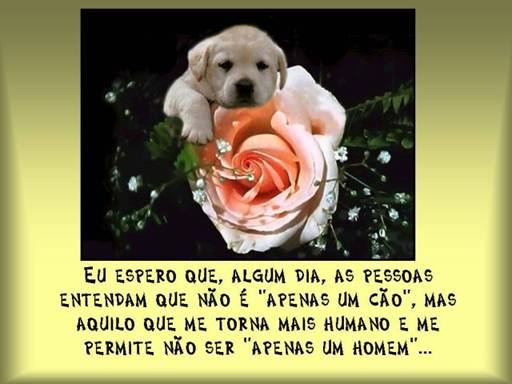 EU ESPERO QUE, ALGUM DIA, AS PESSOAS
ENTENDAM QUE NÃO É "APENAS UM CÃO", MAS
AQUILO QUE ME TORNA MAIS HUMANO E ME
PERMITE NÃO SER "APENAS UM HOMEM"...